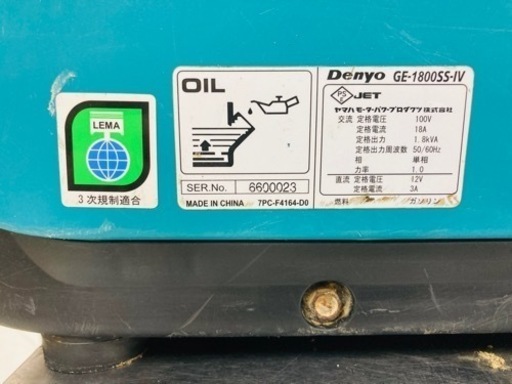 LEMA
3次規制適合
OIL
SER.No. 6600023
MADE IN CHINA 7PC-F4164-D0
Denyo GE-1800SS-IV
PS E JET
ヤマハモーターパワープロダクツ株式会社
交流 定格電圧 100V
定格電流 18A
定格出力 1.8kVA
定格出力周波数 50/60Hz
相 単相
力率 1.0
直流 定格電圧 12V
定格電流 3A
燃料 ガソリン